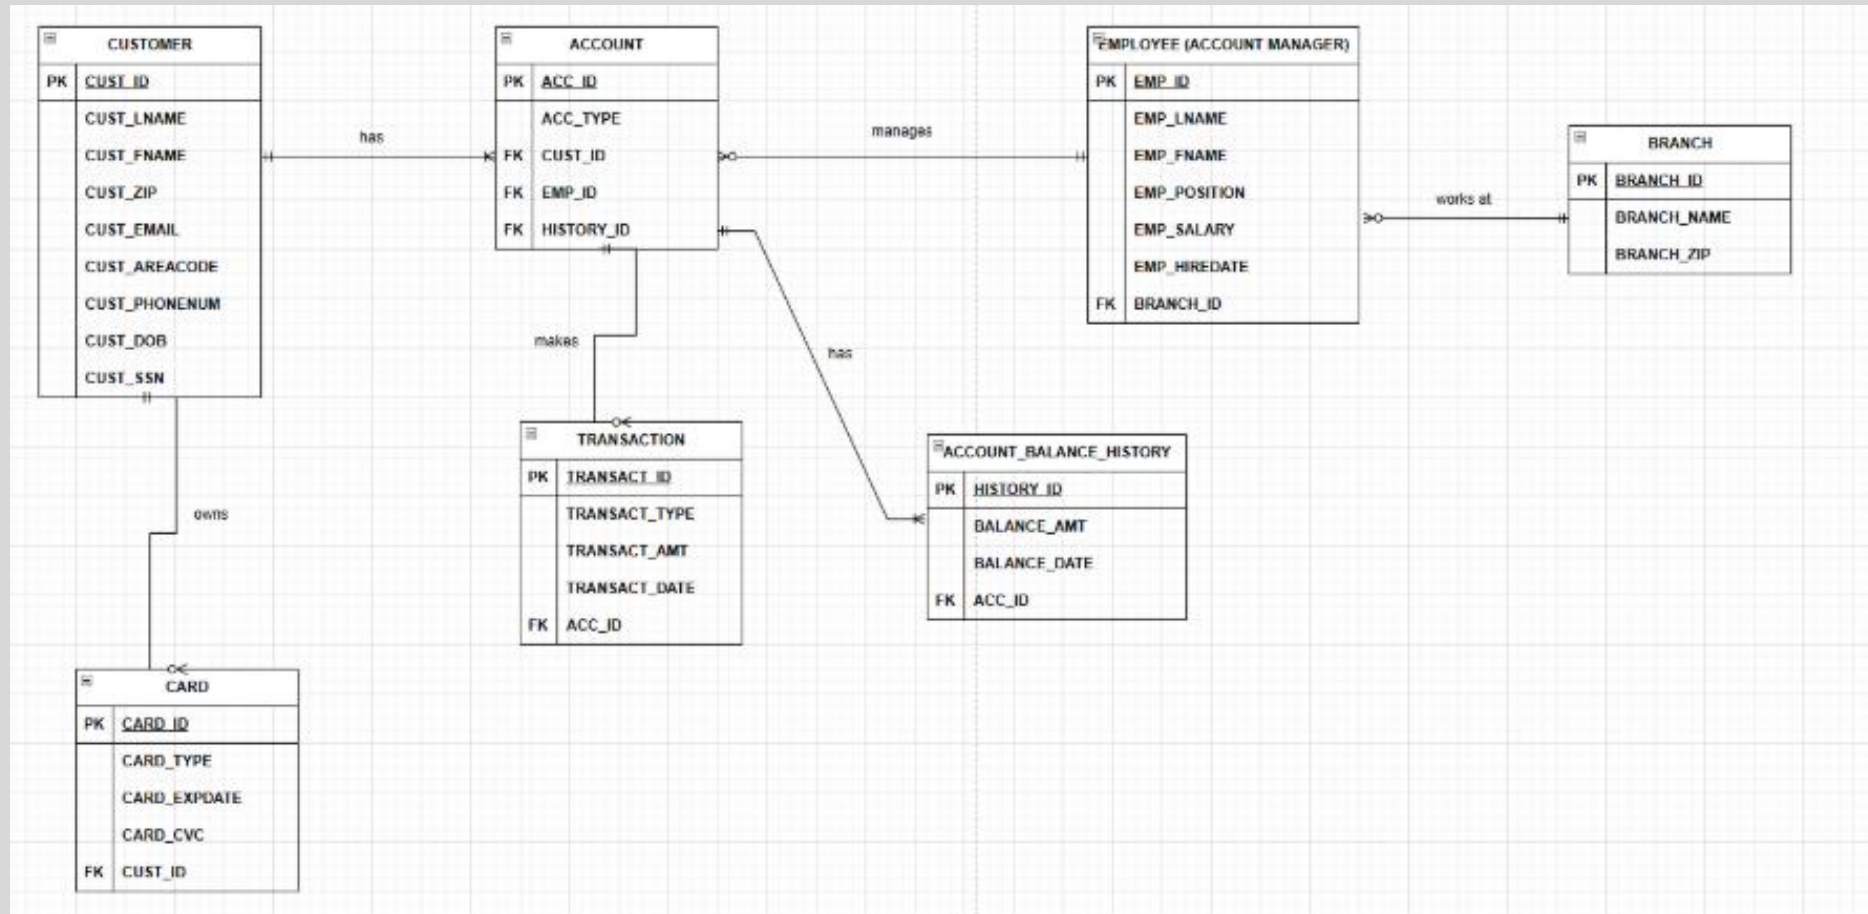 CUSTOMER
PK CUST_ID
CUST_LNAME
CUST_FNAME
CUST_ZIP
CUST_EMAIL
CUST_AREACODE
CUST_PHONENUM
CUST_DOB
CUST_SSN
has
ACCOUNT
PK ACC_ID
ACC_TYPE
FK CUST_ID
FK EMP_ID
FK HISTORY_ID
manages
EMPLOYEE (ACCOUNT MANAGER)
PK EMP_ID
EMP_LNAME
EMP_FNAME
EMP_POSITION
EMP_SALARY
EMP_HIREDATE
FK BRANCH_ID
works at
BRANCH
PK BRANCH_ID
BRANCH_NAME
BRANCH_ZIP
makes
has
TRANSACTION
PK TRANSACT_ID
TRANSACT_TYPE
TRANSACT_AMT
TRANSACT_DATE
FK ACC_ID
ACCOUNT_BALANCE_HISTORY
PK HISTORY_ID
BALANCE_AMT
BALANCE_DATE
FK ACC_ID
owns
CARD
PK CARD_ID
CARD_TYPE
CARD_EXPDATE
CARD_CVC
FK CUST_ID